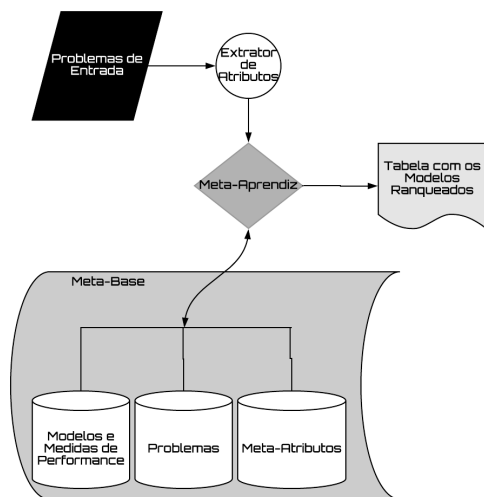 Problemas de
Entrada
Extrator
de
Atributos
Meta-Aprendiz
Tabela com os
Modelos
Ranqueados
Meta-Base
Modelos e
Medidas de
Performance
Problemas
Meta-Atributos